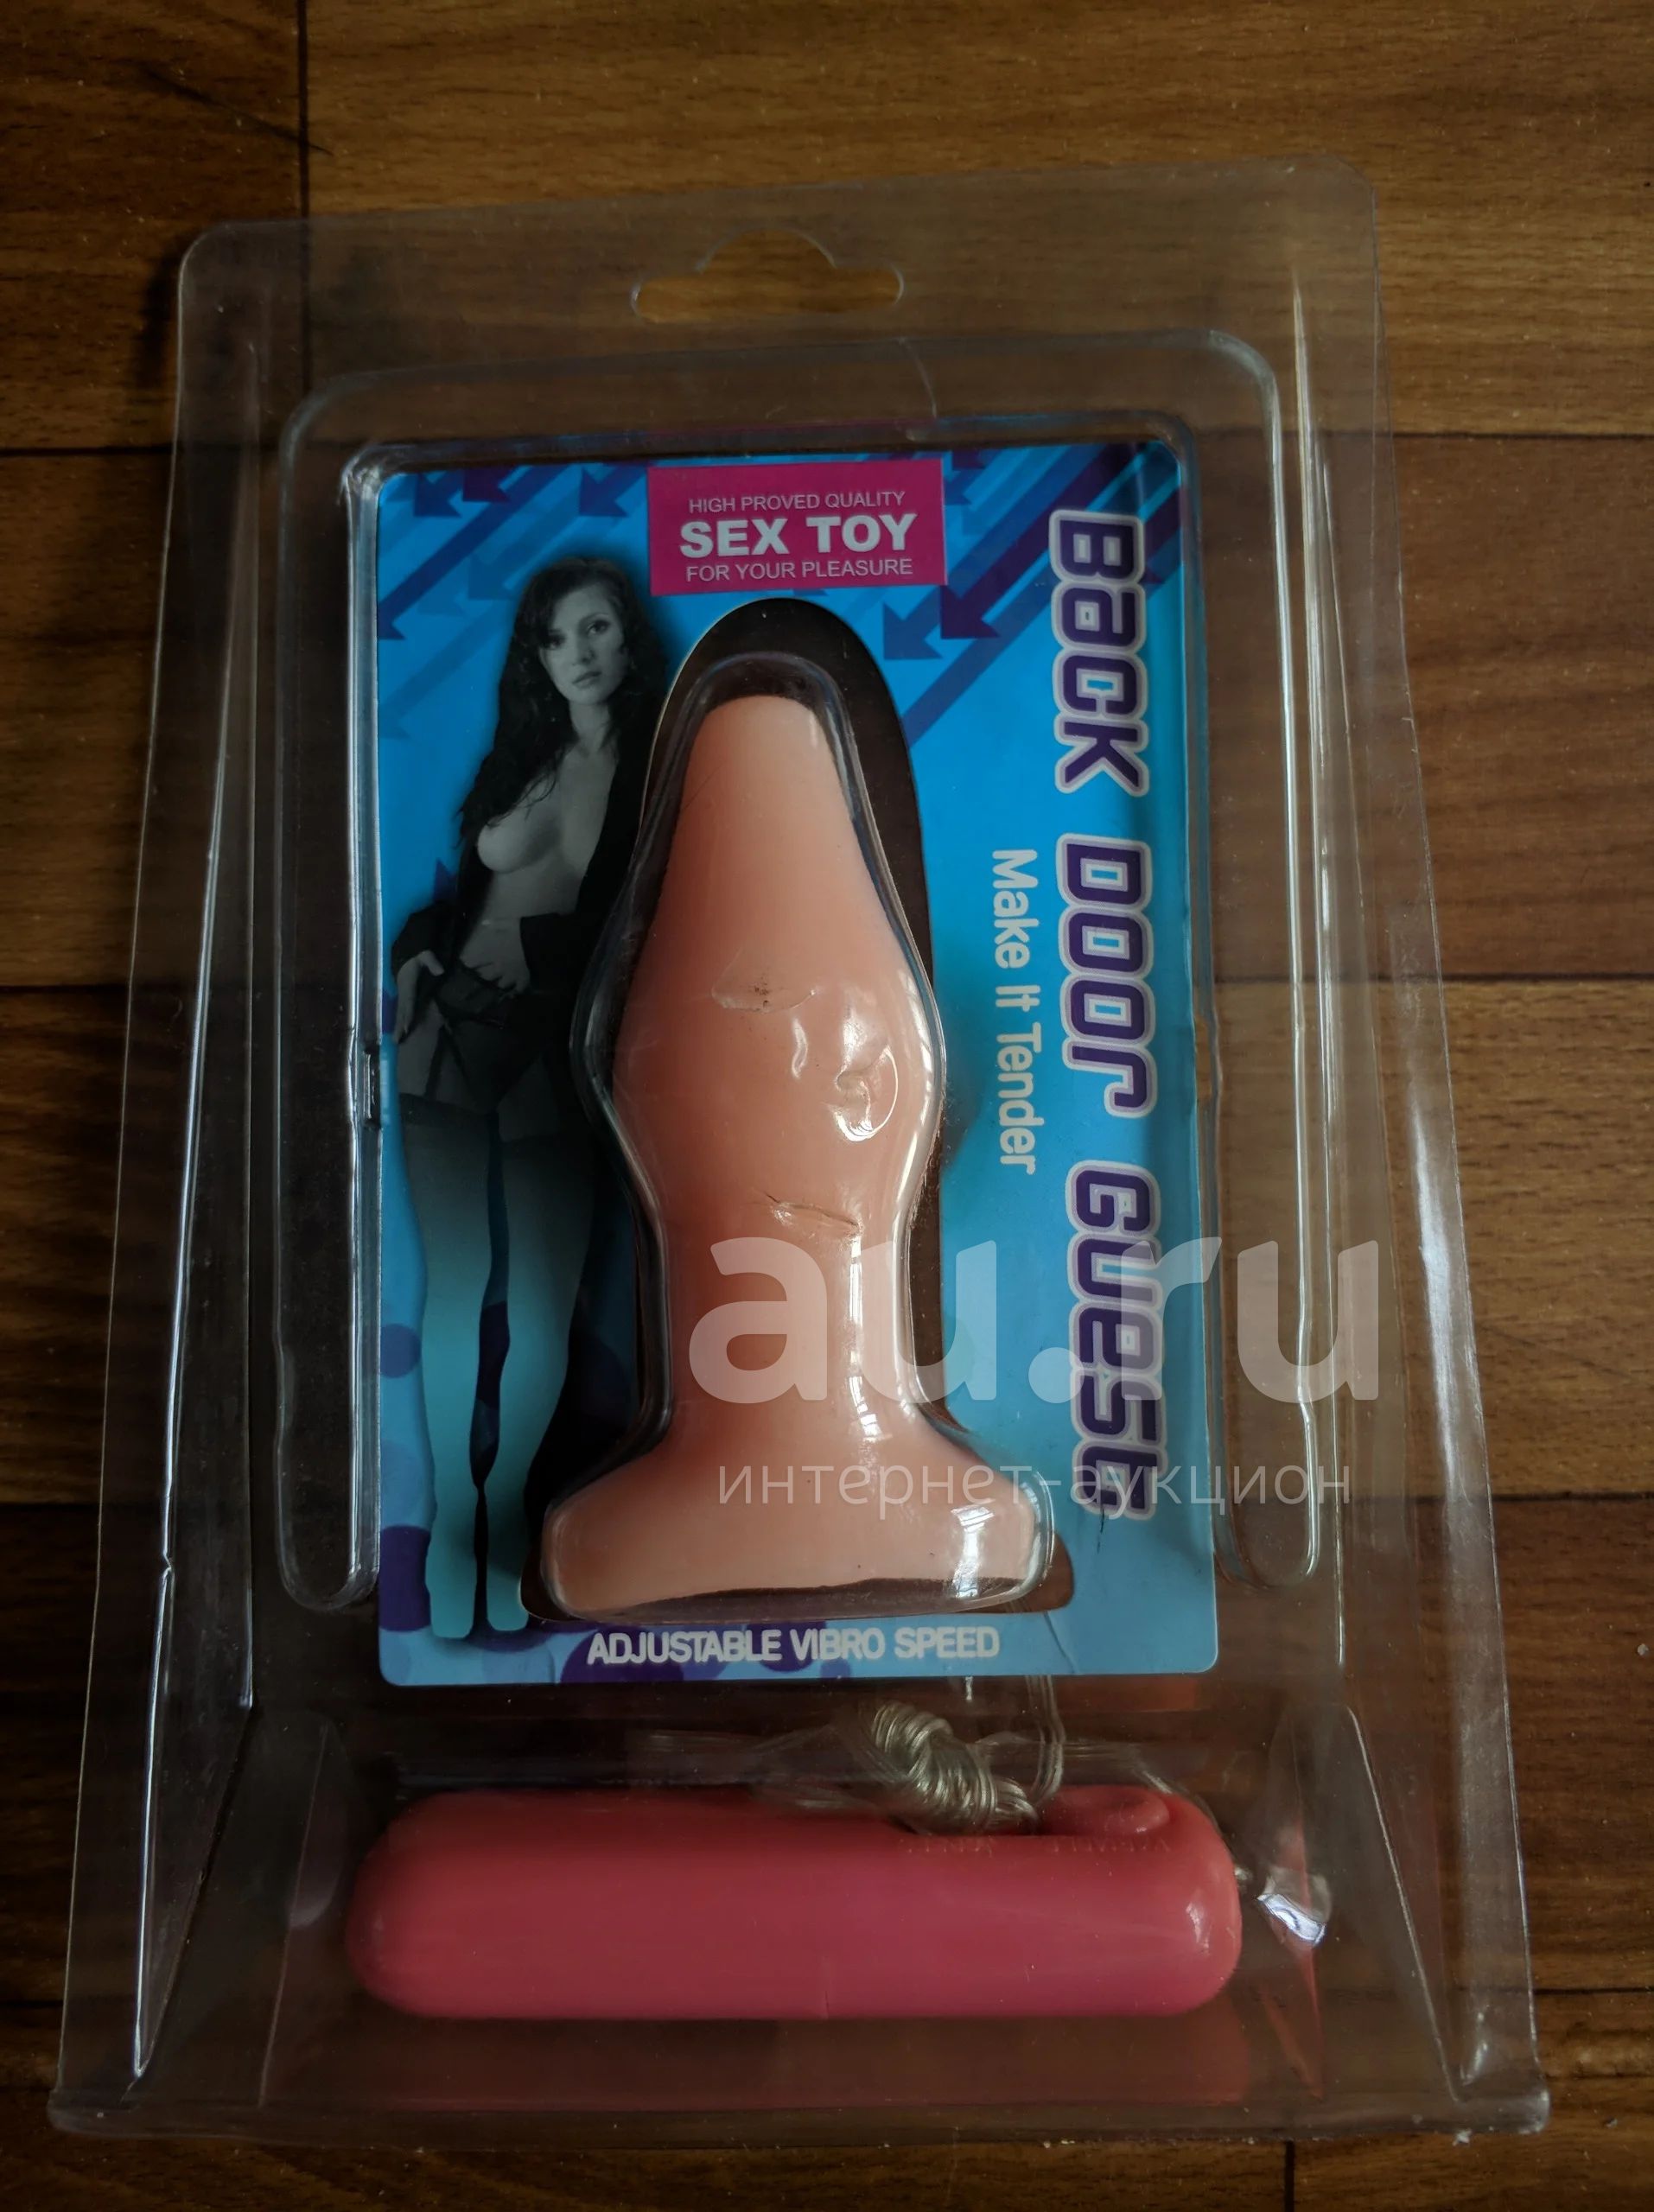 HIGH PROVED QUALITY
SEX TOY
FOR YOUR PLEASURE
Back Door Guest
Make It Tender
ADJUSTABLE VIBRO SPEED
au.ru
интернет-аукцион